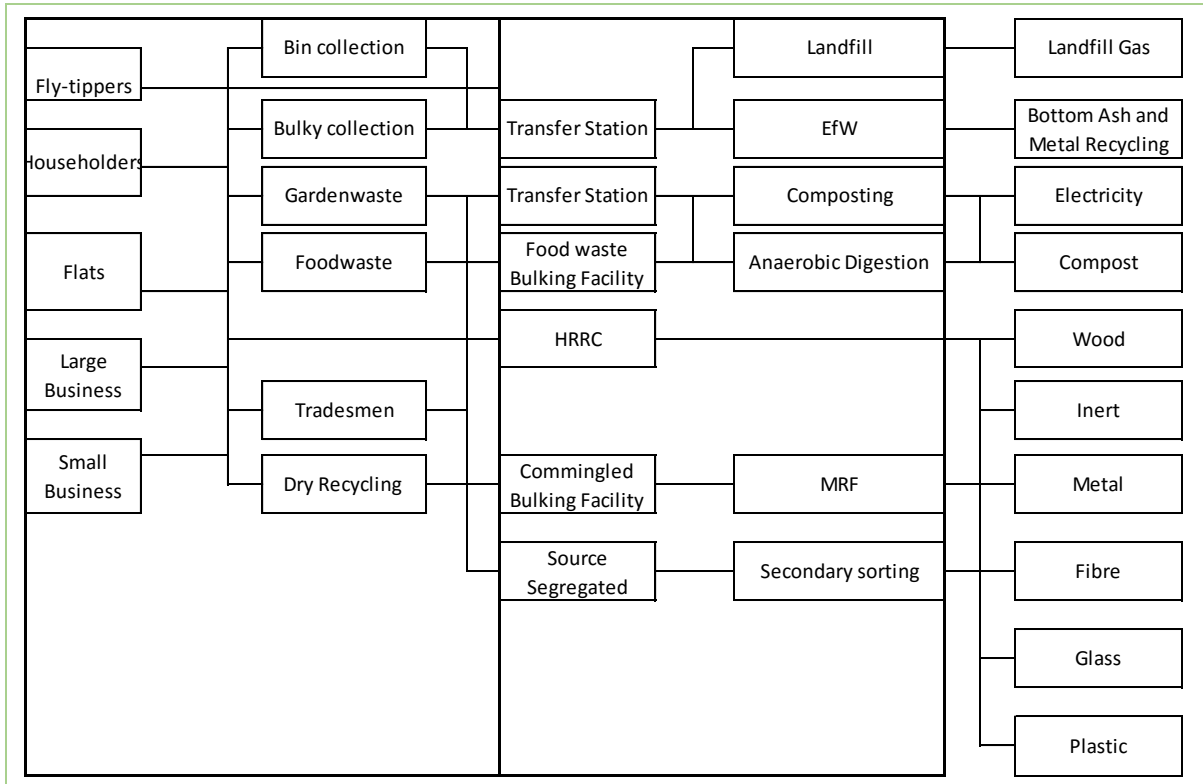 Fly-tippers
Householders
Flats
Large
Business
Small
Business
Bin collection
Bulky collection
Gardenwaste
Foodwaste
Tradesmen
Dry Recycling
Transfer Station
Transfer Station
Food waste
Bulking Facility
HRRC
Commingled
Bulking Facility
Source
Segregated
Landfill
EfW
Composting
Anaerobic Digestion
MRF
Secondary sorting
Landfill Gas
Bottom Ash and
Metal Recycling
Electricity
Compost
Wood
Inert
Metal
Fibre
Glass
Plastic